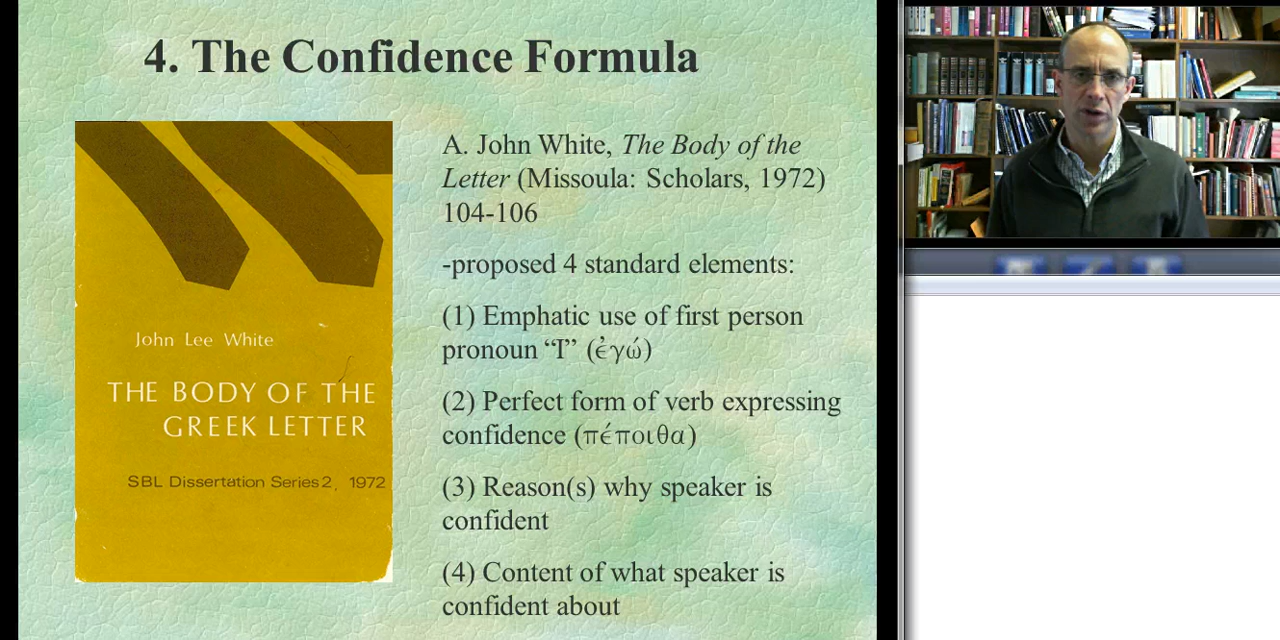 4. The Confidence Formula
John Lee White
THE BODY OF THE
GREEK LETTER
SBL Dissertation Series 2, 1972
A. John White, The Body of the
Letter (Missoula: Scholars, 1972)
104-106
-proposed 4 standard elements:
(1) Emphatic use of first person
pronoun “I” (ἐγώ)
(2) Perfect form of verb expressing
confidence (πέποιθα)
(3) Reason(s) why speaker is
confident
(4) Content of what speaker is
confident about